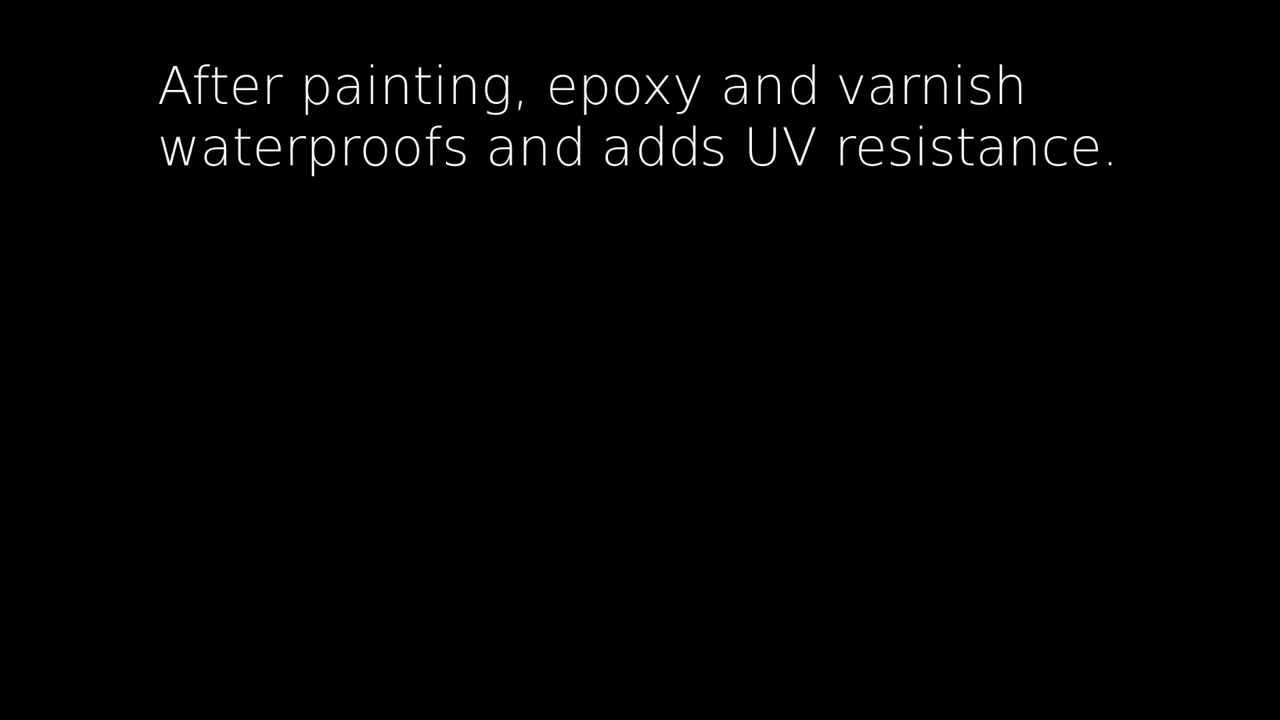 After painting, epoxy and varnish
waterproofs and adds UV resistance.